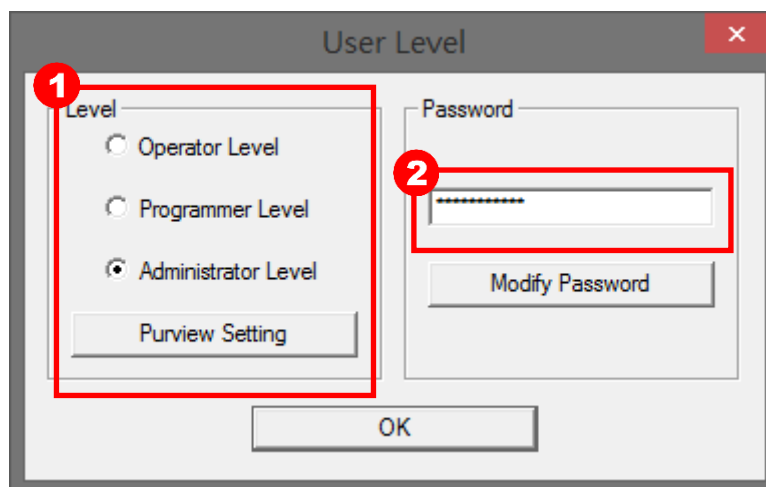 User Level
×
1
Level
Operator Level
Programmer Level
Administrator Level
Purview Setting
Password
2
***********
Modify Password
OK